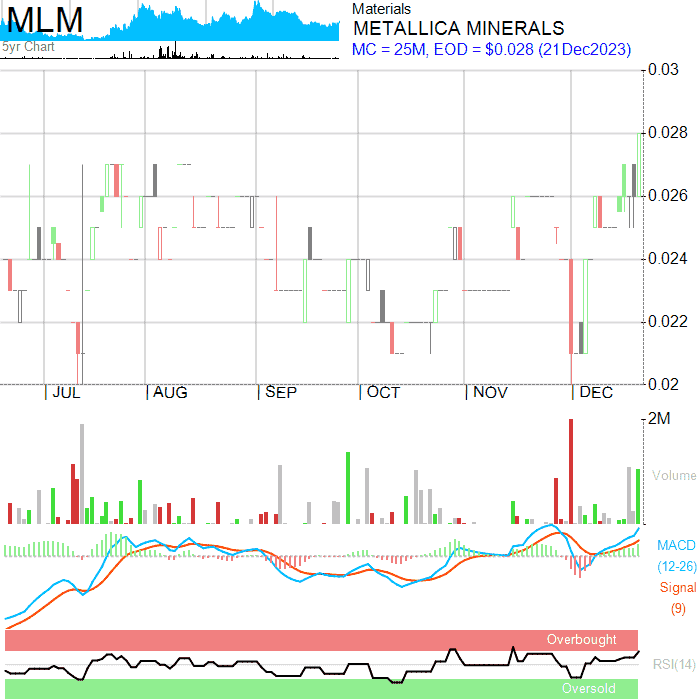 MLM
5yr Chart
Materials
METALLICA MINERALS
MC = 25M, EOD = $0.028 (21Dec2023)
0.03
0.028
0.026
0.024
0.022
0.02
JUL
AUG
SEP
OCT
NOV
DEC
2M
Volume
MACD
(12-26)
Signal
(9)
Overbought
RSI(14)
Oversold